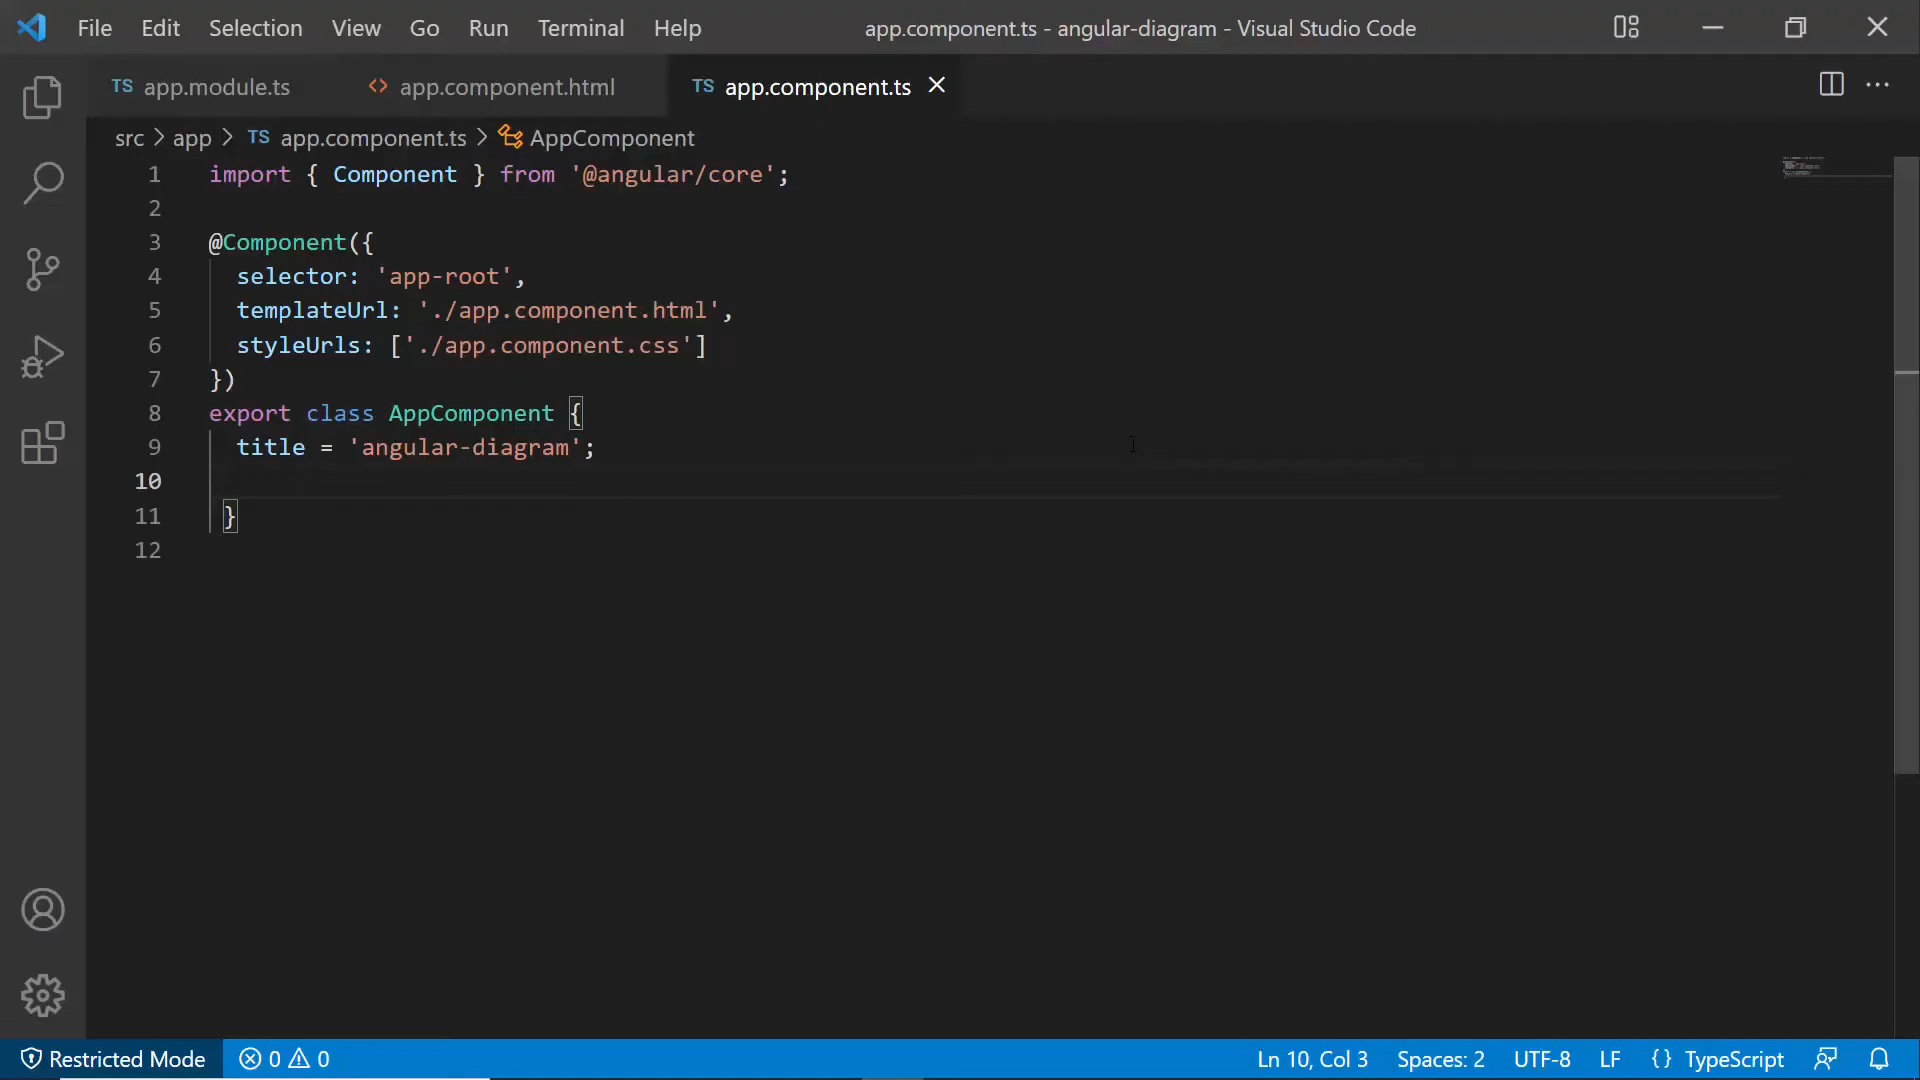 File Edit Selection View Go Run Terminal Help app.component.ts - angular-diagram - Visual Studio Code
TS app.module.ts <> app.component.html TS app.component.ts
src > app > TS app.component.ts > AppComponent
1 import { Component } from '@angular/core';
2
3 @Component({
4 selector: 'app-root',
5 templateUrl: './app.component.html',
6 styleUrls: ['./app.component.css']
7 })
8 export class AppComponent {
9 title = 'angular-diagram';
10
11 }
12
Restricted Mode 0 0 Ln 10, Col 3 Spaces: 2 UTF-8 LF {} TypeScript